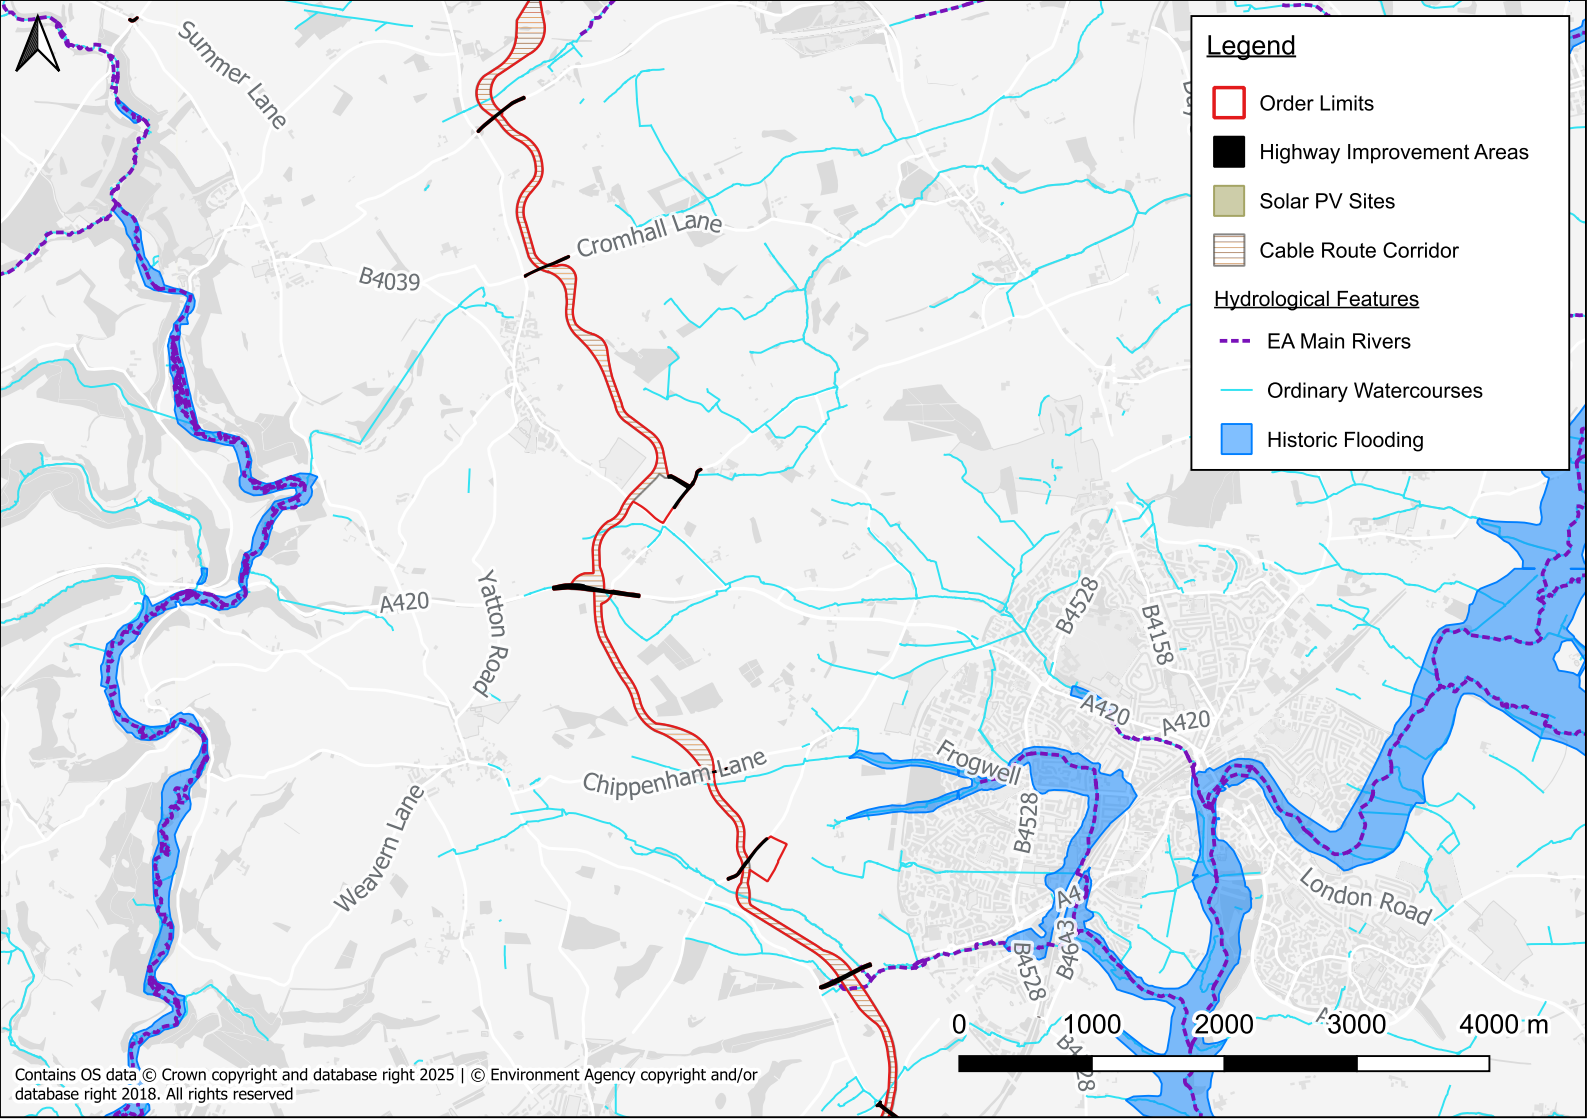 Summer Lane
Cromhall Lane
B4039
Legend
Order Limits
Highway Improvement Areas
Solar PV Sites
Cable Route Corridor
Hydrological Features
EA Main Rivers
Ordinary Watercourses
Historic Flooding
A420
Yatton Road
B4528
B4158
A420
A420
Frogwell
Chippenham Lane
B4528
Weavern Lane
A4
London Road
B4643
B4528
0 1000 2000 3000 4000 m
Contains OS data © Crown copyright and database right 2025 | © Environment Agency copyright and/or
database right 2018. All rights reserved